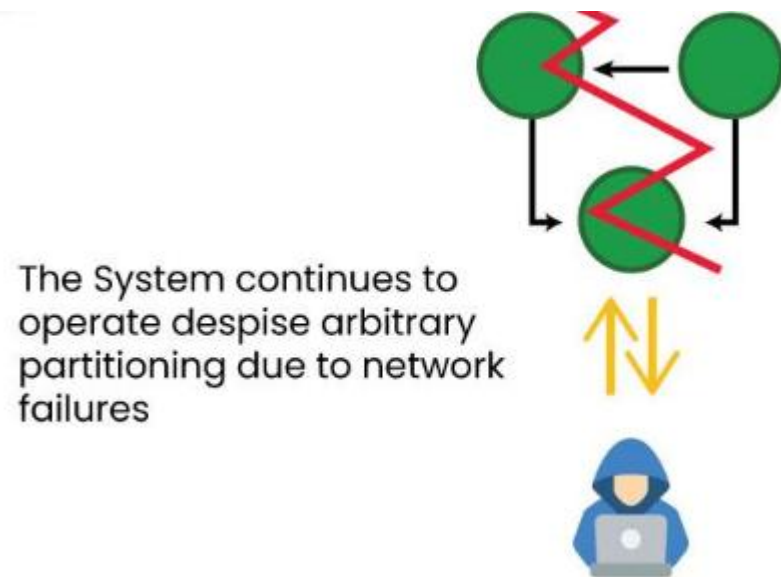 The System continues to
operate despise arbitrary
partitioning due to network
failures